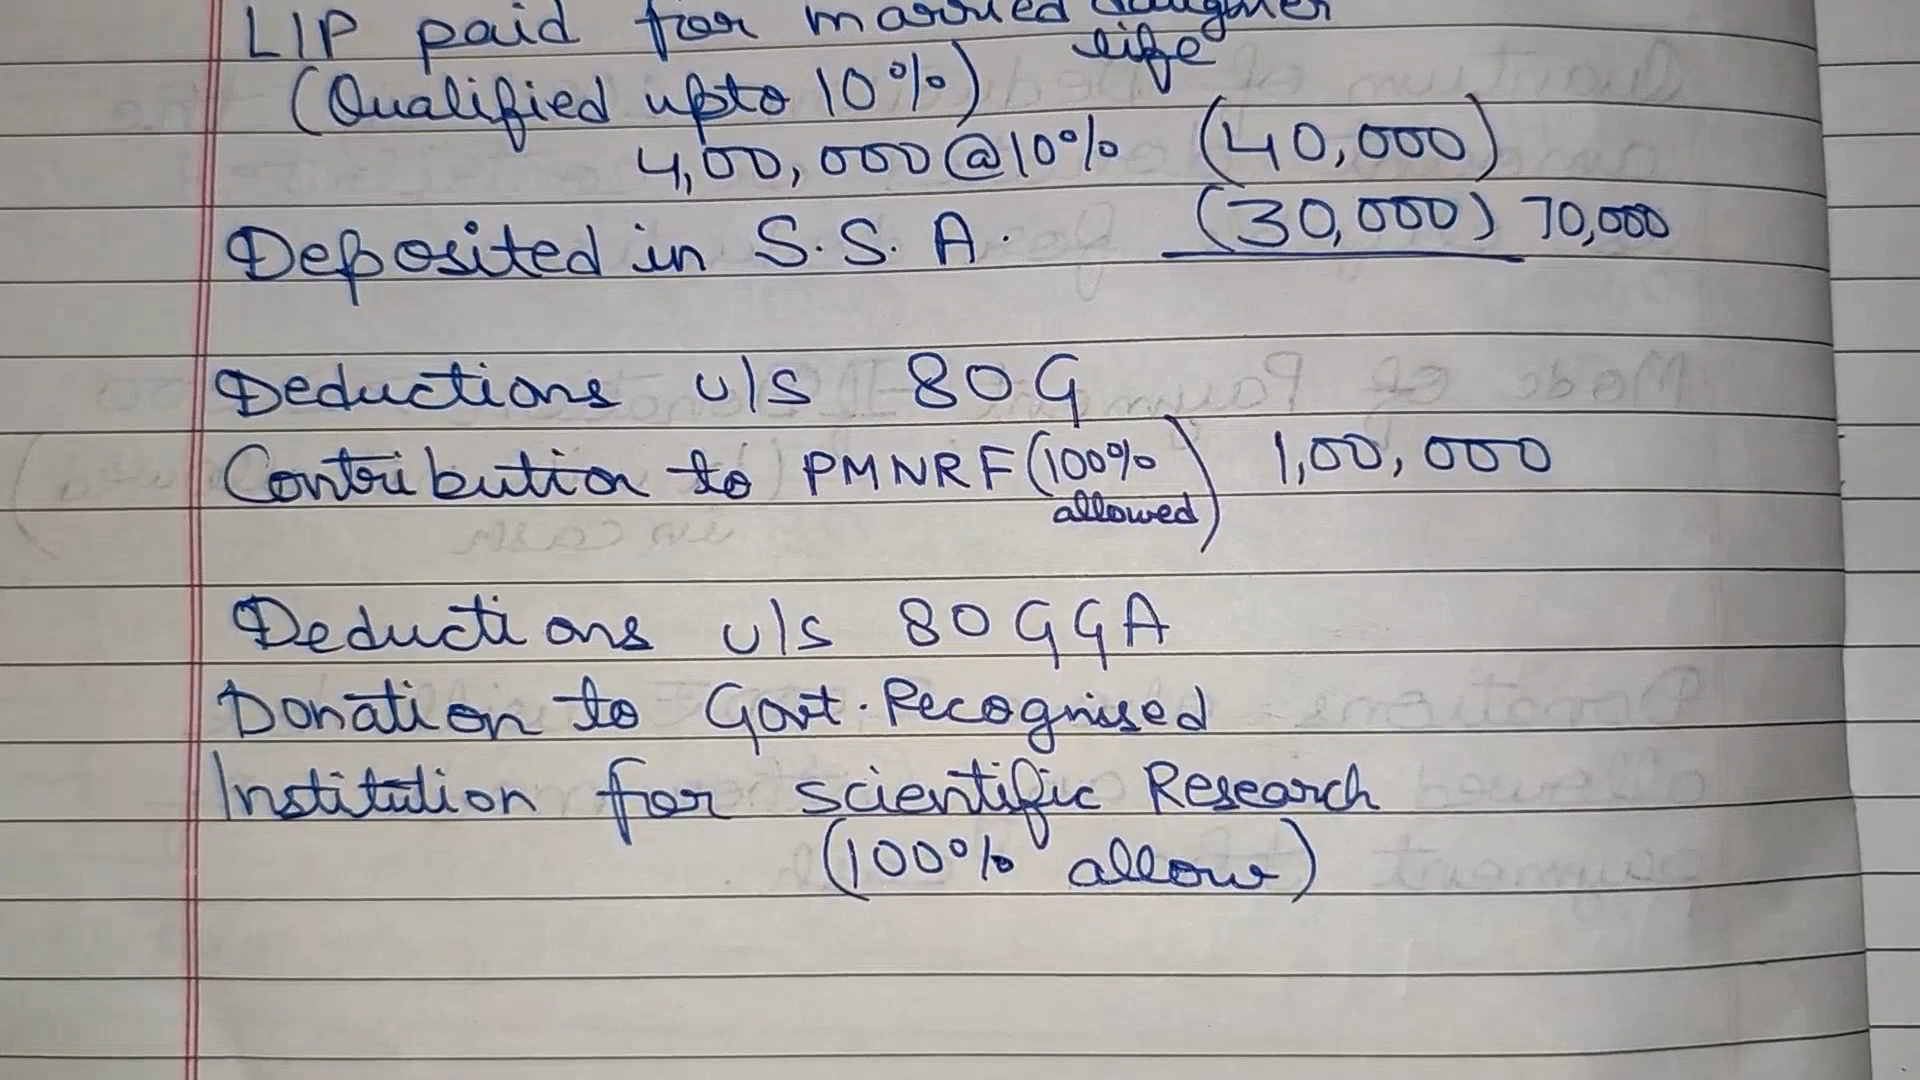 LIP paid for married daughter
life
(Qualified upto 10%)
4,00,000@10% (40,000)
Deposited in S.S.A. (30,000) 70,000
Deductions u/s 80G
Contribution to PMNRF (100% allowed) 1,00,000
Deductions u/s 80GGA
Donation to Govt. Recognised
Institution for scientific Research
(100% allow)